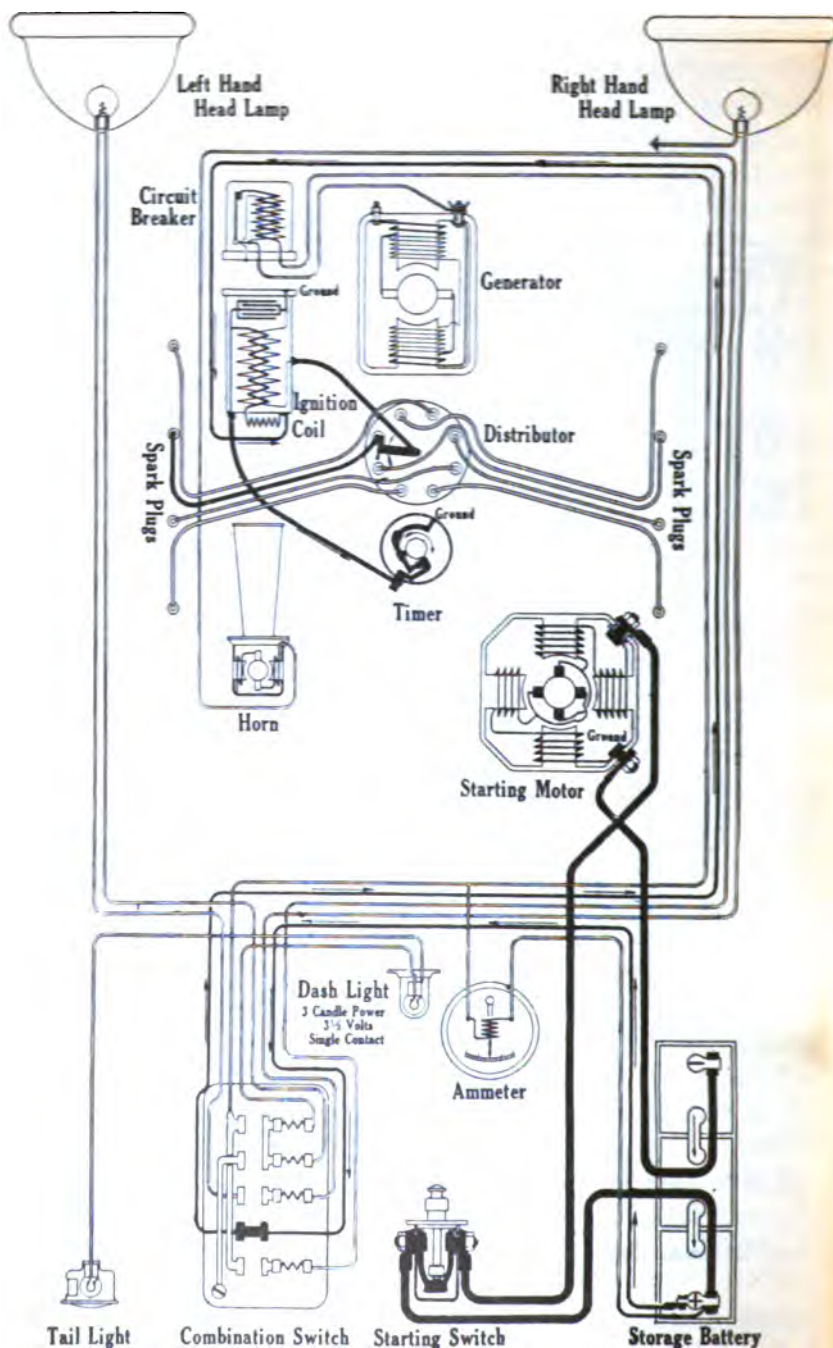 Left Hand
Head Lamp
Right Hand
Head Lamp
Circuit
Breaker
Generator
Ground
Ignition
Coil
Distributor
Spark Plugs
Spark Plugs
Ground
Timer
Horn
Ground
Starting Motor
Dash Light
3 Candle Power
3½ Volts
Single Contact
Ammeter
Tail Light
Combination Switch
Starting Switch
Storage Battery